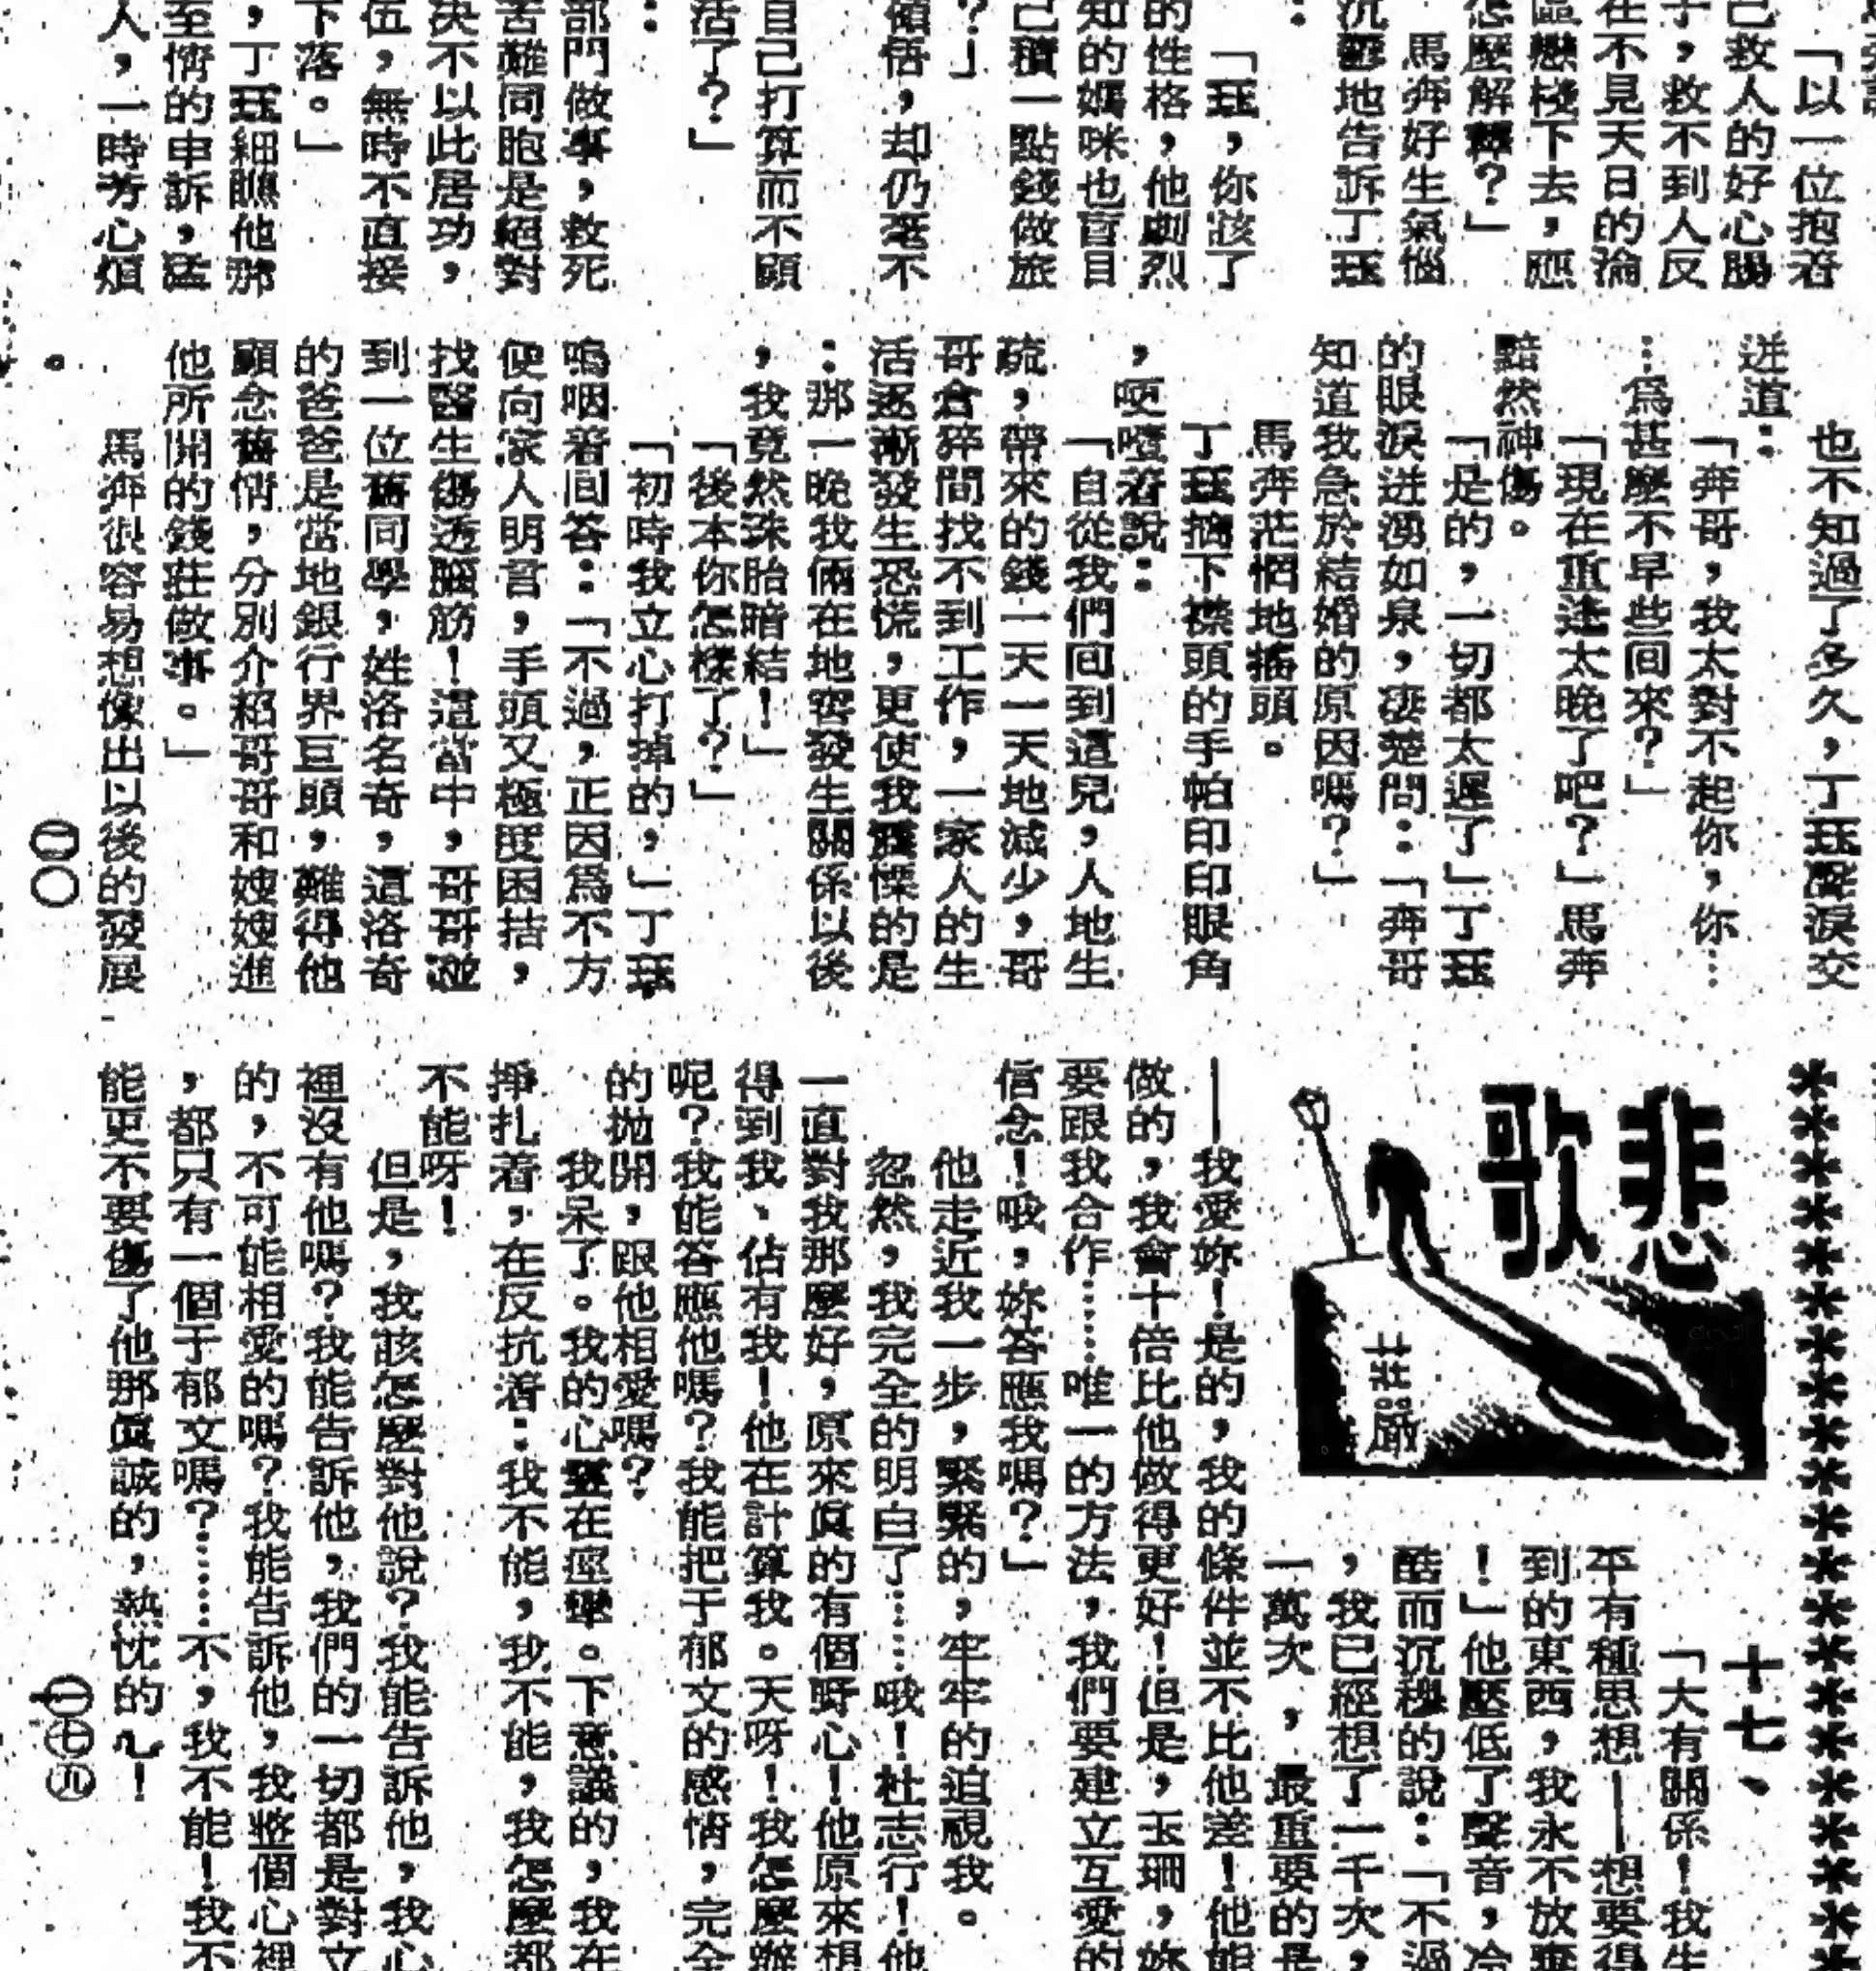 「以一位抱着
己救人的好心腸
子，救不到人反
在不見天日的淪
區戀棧下去，應
怎麼解釋？」
馬奔好生氣惱
沉鬱地告訴丁珏
：
「珏，你該了
的性格，他剛烈
知的媽咪也盲目
己積一點錢做旅
？」
傾悟，却仍毫不
自己打算而不顧
活了？」
：
部門做事，救死
苦難同胞是絕對
決不以此居功，
伍，無時不直接
下落。」
，丁珏細瞧他那
至情的申訴，猛
人，一時芳心煩
也不知過了多久，丁珏聲淚交
迸道：
「奔哥，我太對不起你，你…
…爲甚麼不早些回來？」
「現在重逢太晚了吧？」馬奔
黯然神傷。
「是的，一切都太遲了」丁珏
的眼淚迸湧如泉，凄楚問：「奔哥
知道我急於結婚的原因嗎？」
馬奔茫惘地搖頭。
丁珏摘下襟頭的手帕印印眼角
，哽噎着說：
「自從我們回到這兒，人地生
疏，帶來的錢一天一天地減少，哥
哥倉猝間找不到工作，一家人的生
活逐漸發生恐慌，更使我驚慄的是
：那一晚我倆在地窖發生關係以後
，我竟然珠胎暗結！」
「後本你怎樣了？」
「初時我立心打掉的，」丁珏
嗚咽着回答：「不過，正因爲不方
便向家人明言，手頭又極度困拮，
找醫生傷透腦筋！這當中，哥哥碰
到一位舊同學，姓洛名奇，這洛奇
的爸爸是當地銀行界巨頭，難得他
顧念舊情，分別介紹哥哥和嫂嫂進
他所開的錢莊做事。」
馬奔很容易想像出以後的發展
。
二〇
悲歌
莊嚴
十七、
「大有關係！我生
平有種思想——想要得
到的東西，我永不放棄
！」他壓低了聲音，冷
酷而沉穆的說：「不過
，我已經想了一千次，
一萬次，最重要的是
——我愛妳！是的，我的條件並不比他差！他能
做的，我會十倍比他做得更好！但是，玉珊，妳
要跟我合作……唯一的方法，我們要建立互愛的
信念！哦，妳答應我嗎？」
他走近我一步，緊緊的，牢牢的迫視我。
忽然，我完全的明白了……哦！杜志行！他
一直對我那麼好，原來眞的有個野心！他原來想
得到我、佔有我！他在計算我。天呀！我怎麼辦
呢？我能答應他嗎？我能把于郁文的感情，完全
的拋開，跟他相愛嗎？
我呆了。我的心臟在痙攣。下意識的，我在
掙扎着，在反抗着：我不能，我不能，我怎麼都
不能呀！
但是，我該怎麼對他說？我能告訴他，我心
裡沒有他嗎？我能告訴他，我們的一切都是對立
的，不可能相愛的嗎？我能告訴他，我整個心裡
，都只有一個于郁文嗎？……不，我不能！我不
能更不要傷了他那眞誠的，熱忱的心！
一七九